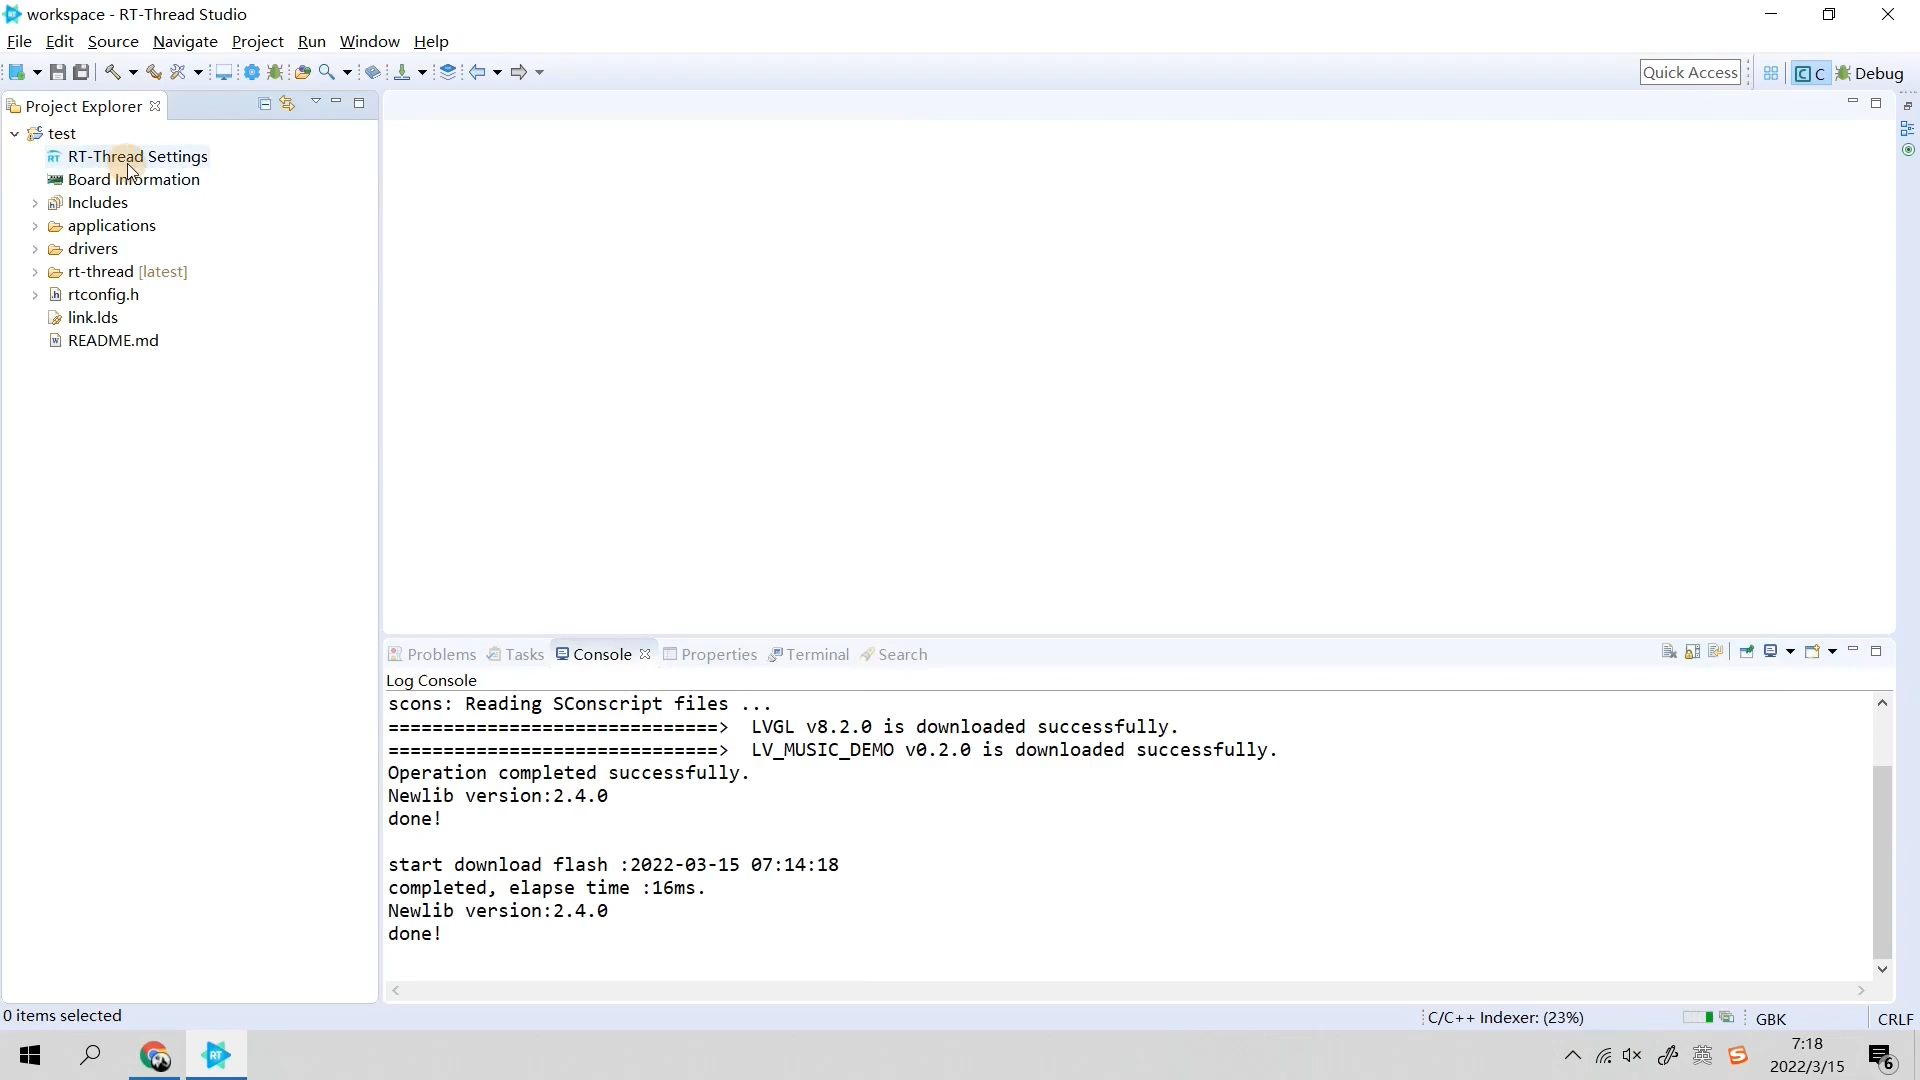 workspace - RT-Thread Studio
File Edit Source Navigate Project Run Window Help
Quick Access C Debug
Project Explorer
test
RT-Thread Settings
Board Information
Includes
applications
drivers
rt-thread [latest]
rtconfig.h
link.lds
README.md
Problems Tasks Console Properties Terminal Search
Log Console
scons: Reading SConscript files ...
==============================> LVGL v8.2.0 is downloaded successfully.
==============================> LV_MUSIC_DEMO v0.2.0 is downloaded successfully.
Operation completed successfully.
Newlib version:2.4.0
done!
start download flash :2022-03-15 07:14:18
completed, elapse time :16ms.
Newlib version:2.4.0
done!
0 items selected
C/C++ Indexer: (23%)
GBK
CRLF
RT
英
7:18
2022/3/15
6